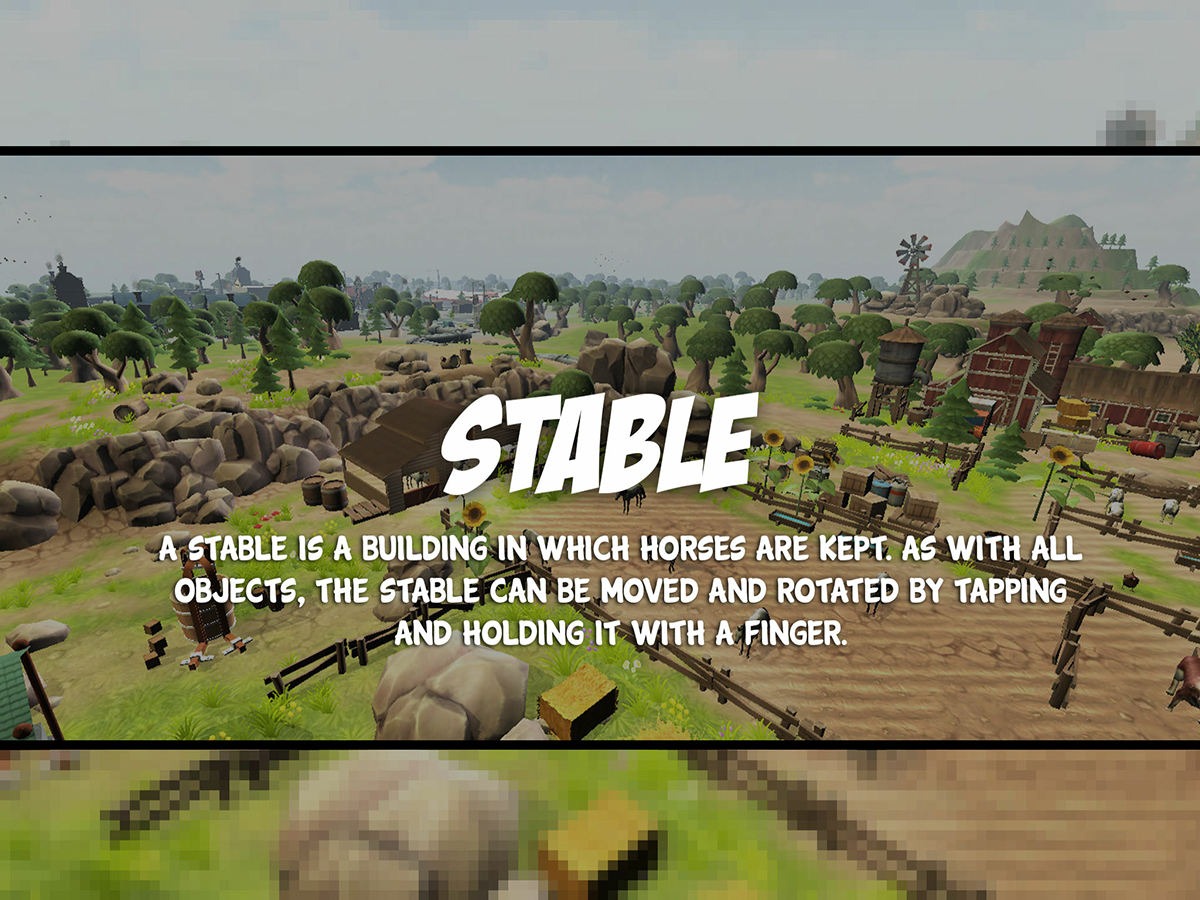 STABLE
A STABLE IS A BUILDING IN WHICH HORSES ARE KEPT. AS WITH ALL
OBJECTS, THE STABLE CAN BE MOVED AND ROTATED BY TAPPING
AND HOLDING IT WITH A FINGER.